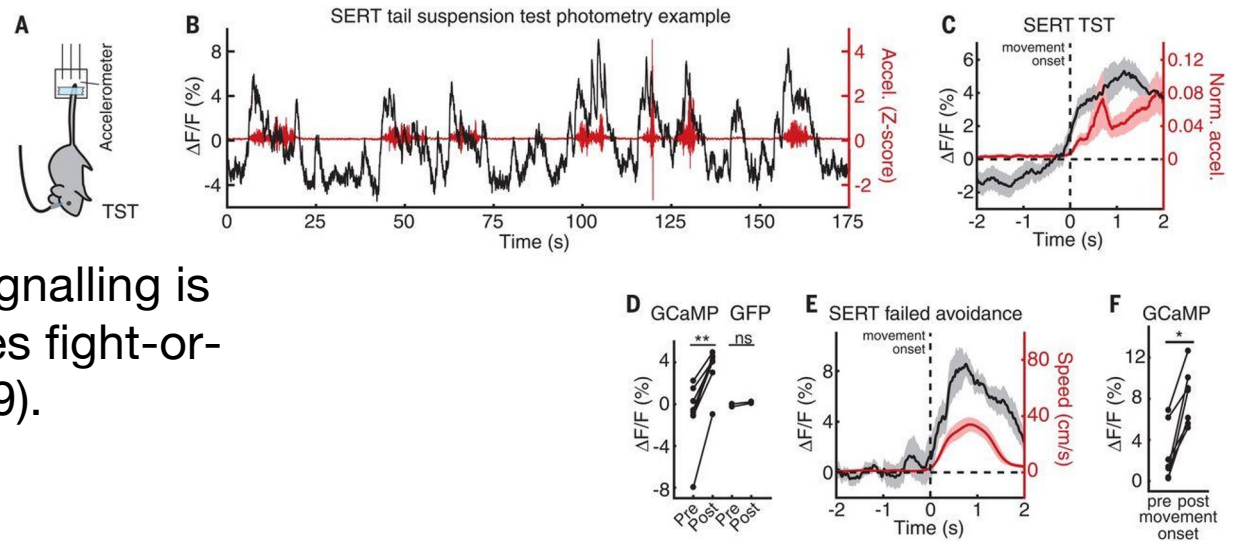 A
Accelerometer
TST
B
SERT tail suspension test photometry example
ΔF/F (%)
8
4
0
-4
4
2
0
-2
Accel. (Z-score)
0 25 50 75 100 125 150 175
Time (s)
C
SERT TST
movement
onset
ΔF/F (%)
6
4
2
0
-2
0.12
0.08
0.04
0
Norm. accel.
-2 -1 0 1 2
Time (s)
gnalling is
es fight-or-
9).
D
GCaMP GFP
** ns
ΔF/F (%)
4
0
-4
-8
Pre Post Pre Post
E
SERT failed avoidance
movement
onset
ΔF/F (%)
8
4
0
80
40
0
Speed (cm/s)
-2 -1 0 1 2
Time (s)
F
GCaMP
*
ΔF/F (%)
12
8
4
0
pre post
movement
onset